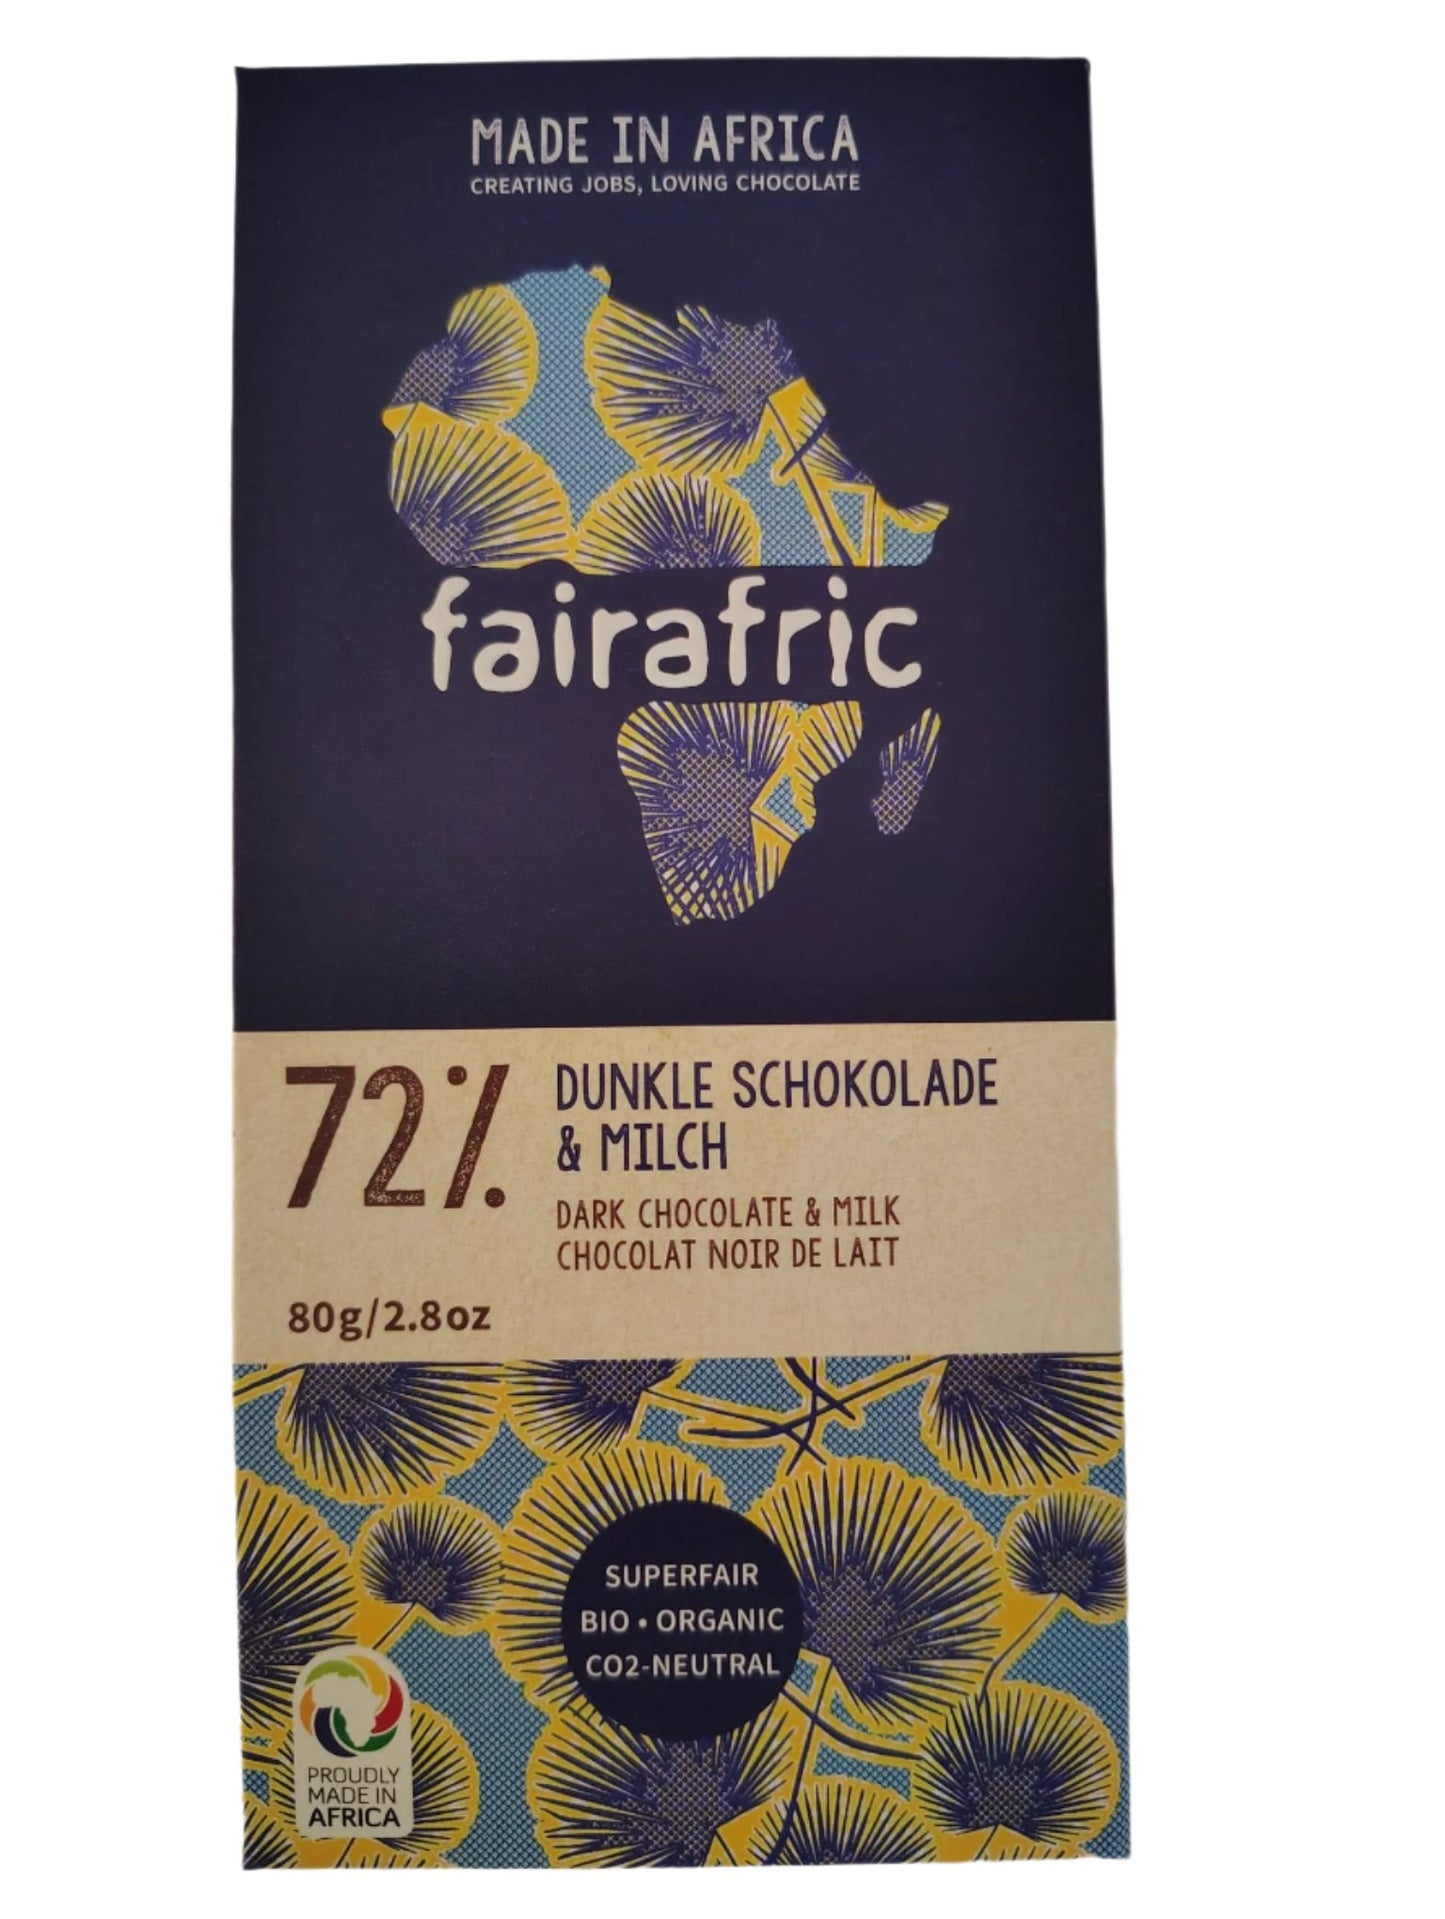 MADE IN AFRICA
CREATING JOBS, LOVING CHOCOLATE
fairafric
72%
DUNKLE SCHOKOLADE
& MILCH
DARK CHOCOLATE & MILK
CHOCOLAT NOIR DE LAIT
80g/2.8oz
SUPERFAIR
BIO • ORGANIC
CO2-NEUTRAL
PROUDLY
MADE IN
AFRICA